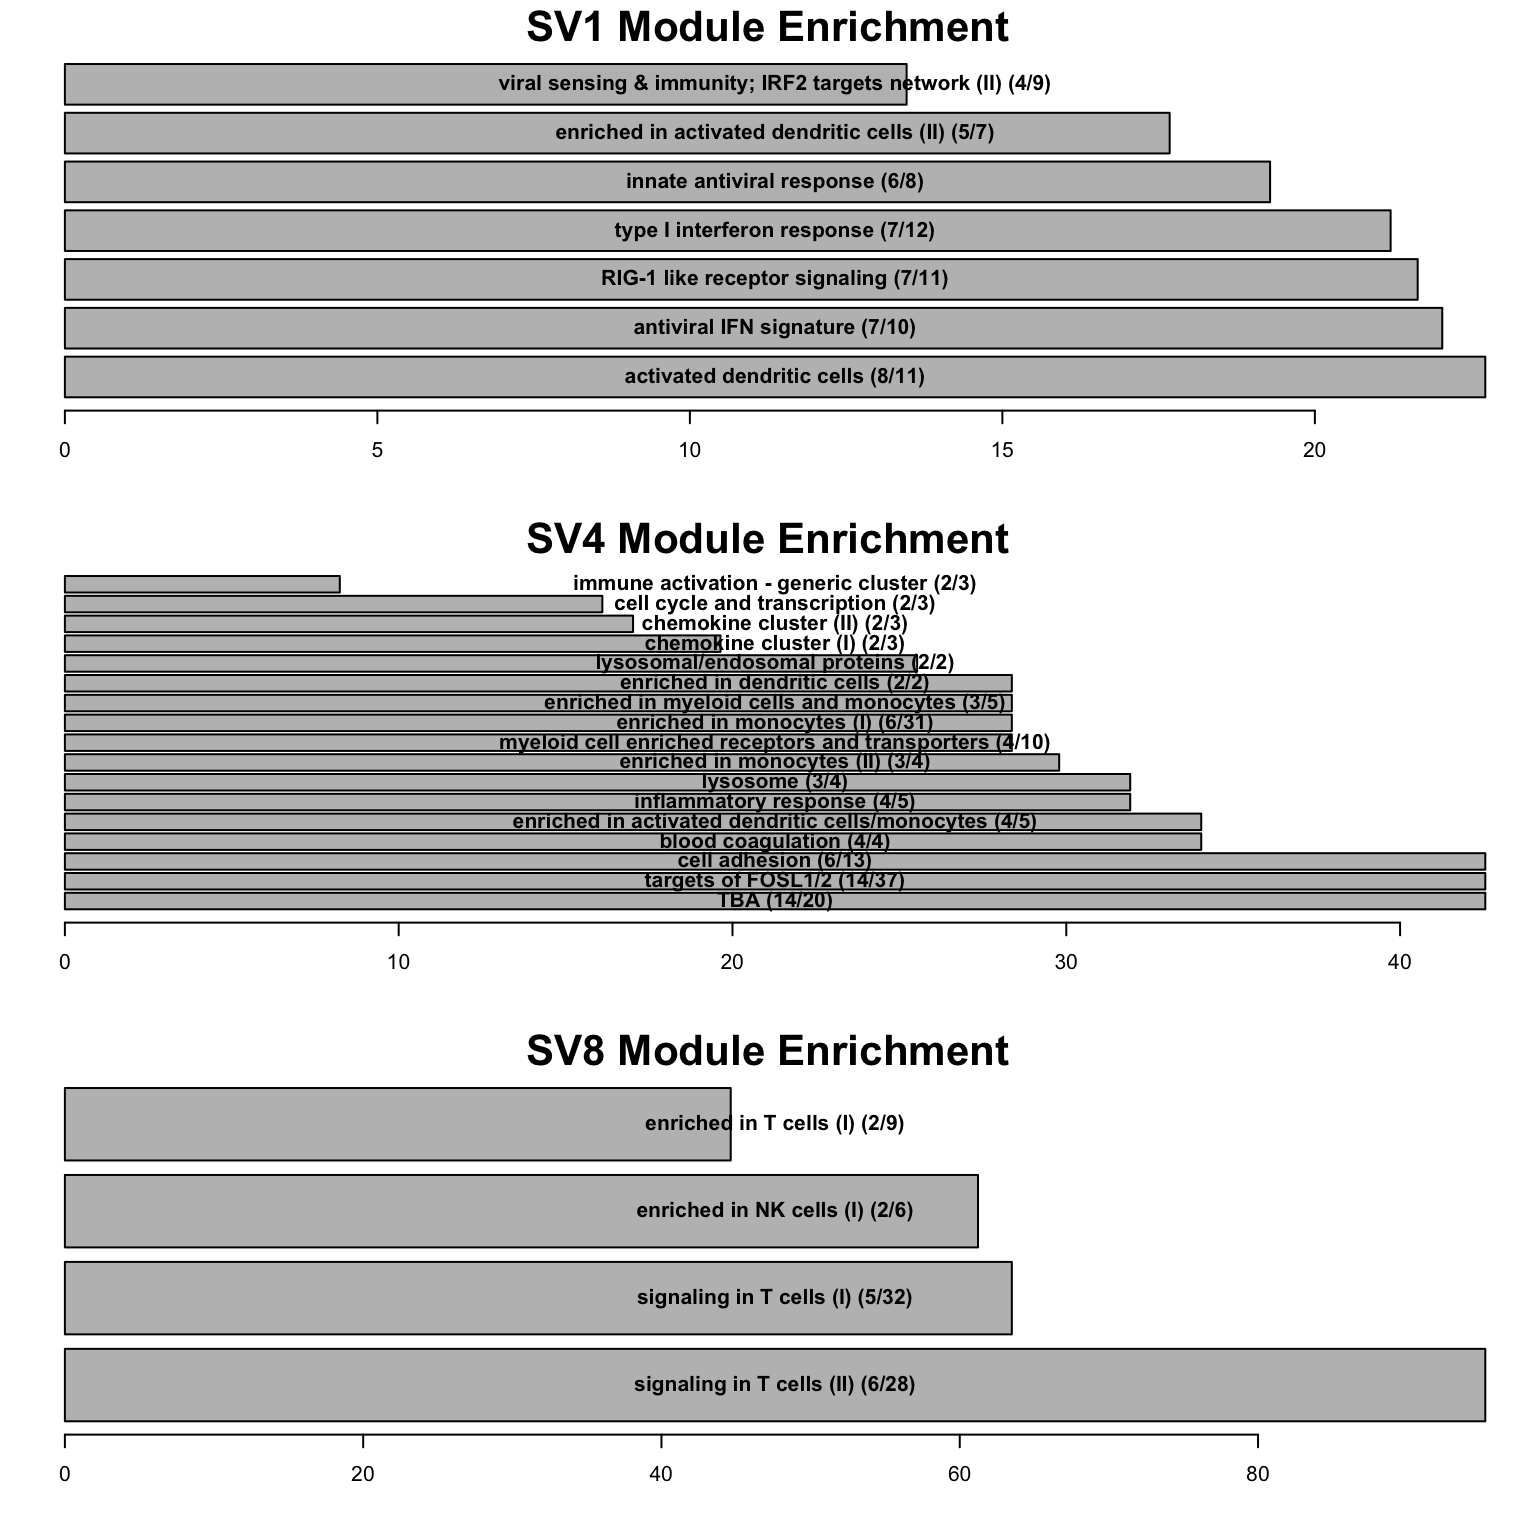 SV1 Module Enrichment
viral sensing & immunity; IRF2 targets network (II) (4/9)
enriched in activated dendritic cells (II) (5/7)
innate antiviral response (6/8)
type I interferon response (7/12)
RIG-1 like receptor signaling (7/11)
antiviral IFN signature (7/10)
activated dendritic cells (8/11)
0 5 10 15 20
SV4 Module Enrichment
immune activation - generic cluster (2/3)
cell cycle and transcription (2/3)
chemokine cluster (II) (2/3)
chemokine cluster (I) (2/3)
lysosomal/endosomal proteins (2/2)
enriched in dendritic cells (2/2)
enriched in myeloid cells and monocytes (3/5)
enriched in monocytes (I) (6/31)
myeloid cell enriched receptors and transporters (4/10)
enriched in monocytes (II) (3/4)
lysosome (3/4)
inflammatory response (4/5)
enriched in activated dendritic cells/monocytes (4/5)
blood coagulation (4/4)
cell adhesion (6/13)
targets of FOSL1/2 (14/37)
TBA (14/20)
0 10 20 30 40
SV8 Module Enrichment
enriched in T cells (I) (2/9)
enriched in NK cells (I) (2/6)
signaling in T cells (I) (5/32)
signaling in T cells (II) (6/28)
0 20 40 60 80